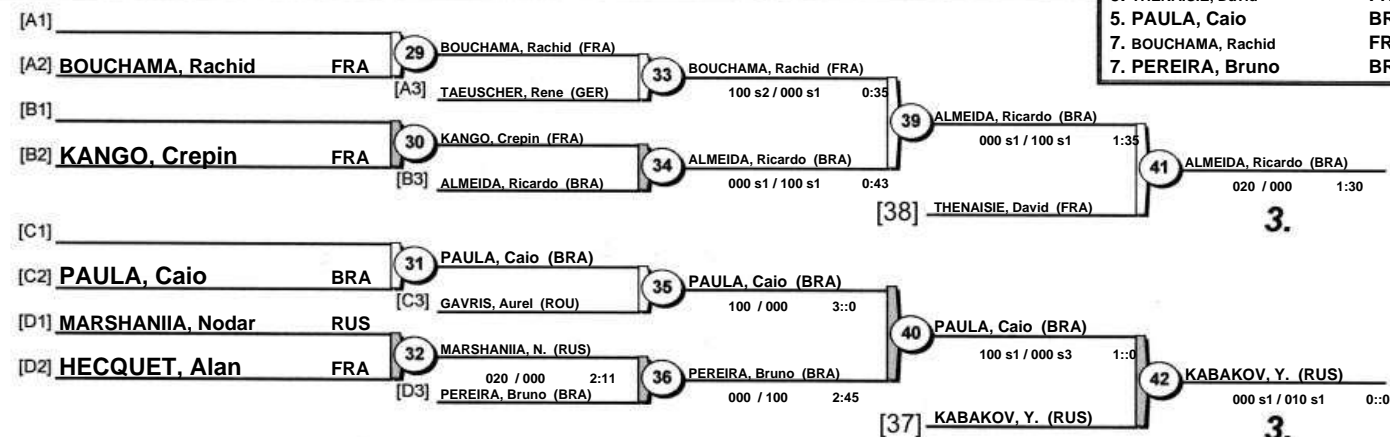 5. PAULA, Caio BR
7. BOUCHAMA, Rachid FR
7. PEREIRA, Bruno BR
[A1]
[A2] BOUCHAMA, Rachid FRA
29
BOUCHAMA, Rachid (FRA)
[A3] TAEUSCHER, Rene (GER)
33
BOUCHAMA, Rachid (FRA)
100 s2 / 000 s1 0:35
[B1]
[B2] KANGO, Crepin FRA
30
KANGO, Crepin (FRA)
[B3] ALMEIDA, Ricardo (BRA)
34
ALMEIDA, Ricardo (BRA)
000 s1 / 100 s1 0:43
39
ALMEIDA, Ricardo (BRA)
000 s1 / 100 s1 1:35
[38] THENAISIE, David (FRA)
41
ALMEIDA, Ricardo (BRA)
020 / 000 1:30
3.
[C1]
[C2] PAULA, Caio BRA
31
PAULA, Caio (BRA)
[C3] GAVRIS, Aurel (ROU)
35
PAULA, Caio (BRA)
100 / 000 3::0
[D1] MARSHANIIA, Nodar RUS
[D2] HECQUET, Alan FRA
32
MARSHANIIA, N. (RUS)
020 / 000 2:11
[D3] PEREIRA, Bruno (BRA)
36
PEREIRA, Bruno (BRA)
000 / 100 2:45
40
PAULA, Caio (BRA)
100 s1 / 000 s3 1::0
[37] KABAKOV, Y. (RUS)
42
KABAKOV, Y. (RUS)
000 s1 / 010 s1 0::0
3.